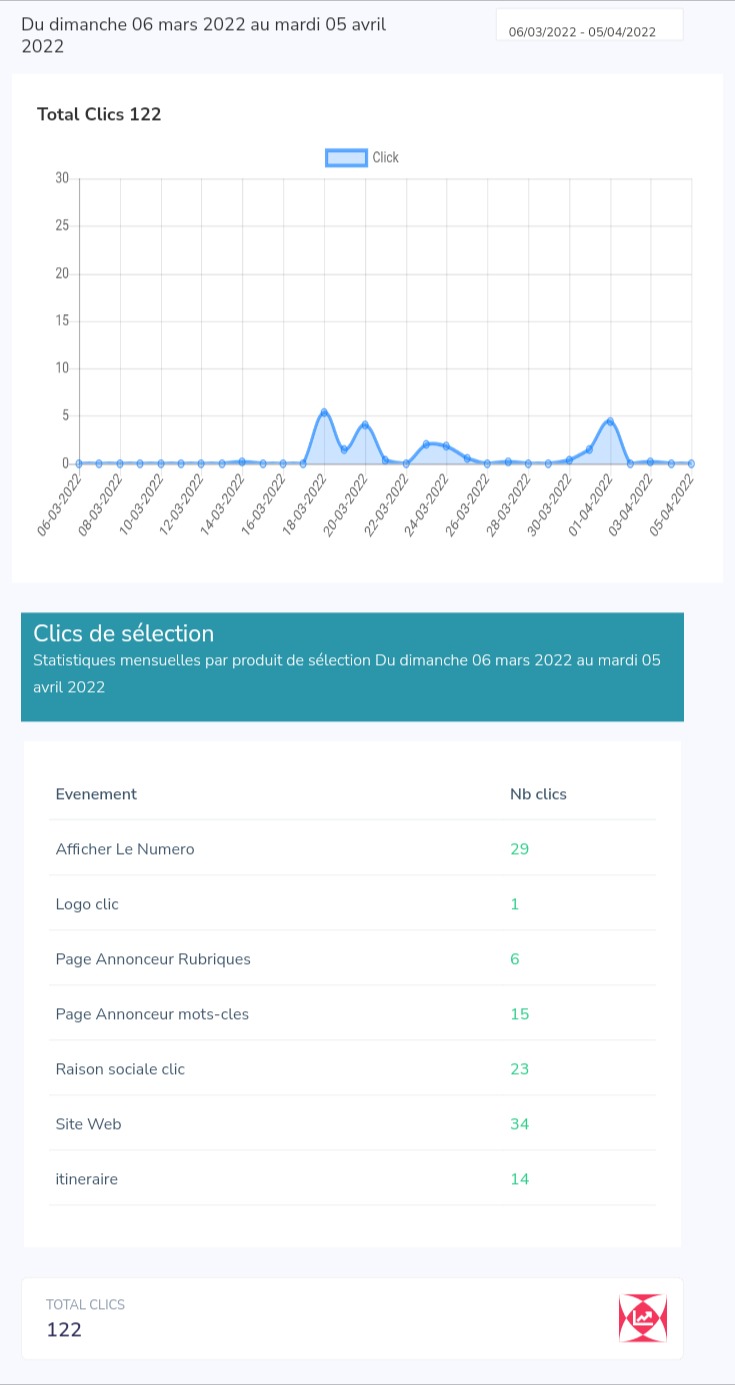 Du dimanche 06 mars 2022 au mardi 05 avril
2022
06/03/2022 - 05/04/2022
Total Clics 122
Click
30
25
20
15
10
5
0
06-03-2022
08-03-2022
10-03-2022
12-03-2022
14-03-2022
16-03-2022
18-03-2022
20-03-2022
22-03-2022
24-03-2022
26-03-2022
28-03-2022
30-03-2022
01-04-2022
03-04-2022
05-04-2022
Clics de sélection
Statistiques mensuelles par produit de sélection Du dimanche 06 mars 2022 au mardi 05
avril 2022
Evenement Nb clics
Afficher Le Numero 29
Logo clic 1
Page Annonceur Rubriques 6
Page Annonceur mots-cles 15
Raison sociale clic 23
Site Web 34
itineraire 14
TOTAL CLICS
122